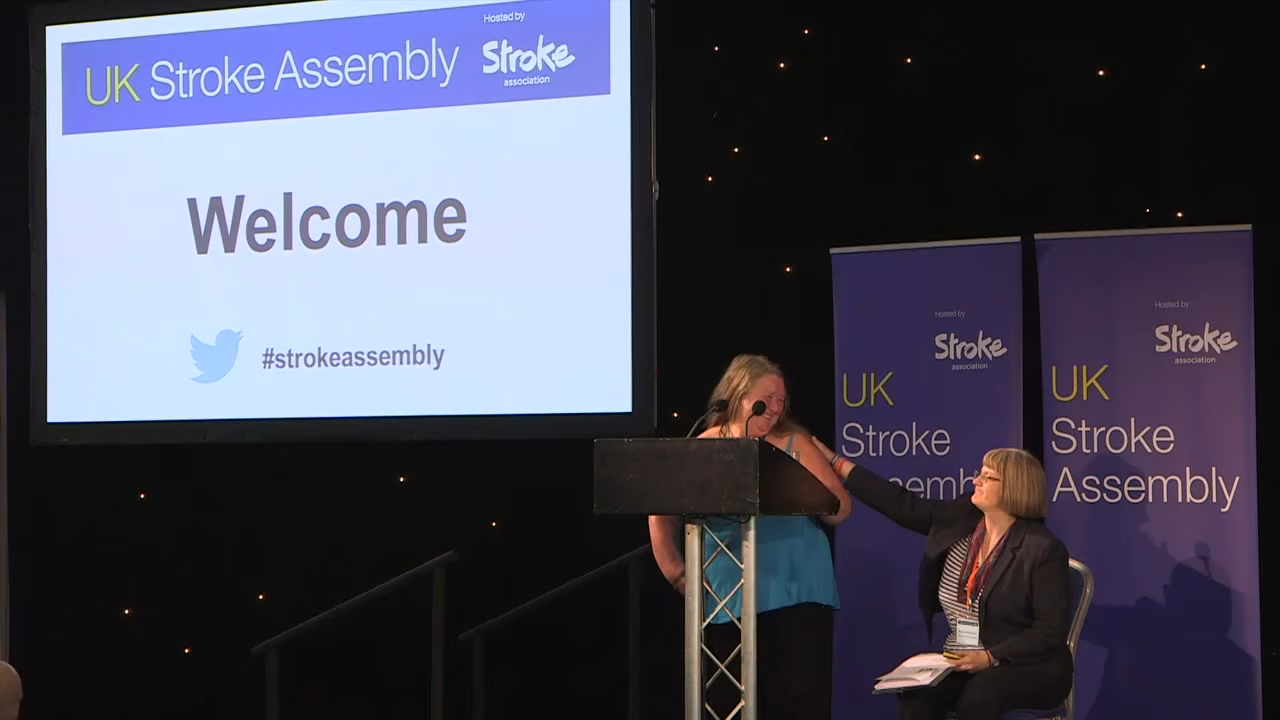 Hosted by
UK Stroke Assembly
Stroke
association
Welcome
#strokeassembly
Hosted by
Stroke
association
UK
Stroke
Hosted by
Stroke
association
UK
Stroke
Assembly